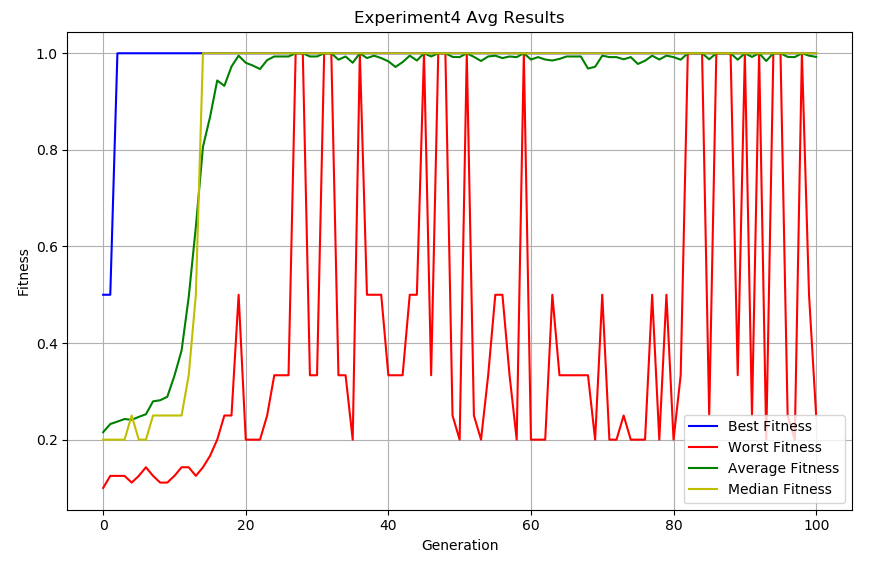 Experiment4 Avg Results
Fitness
1.0
0.8
0.6
0.4
0.2
0
20
40
60
80
100
Generation
Best Fitness
Worst Fitness
Average Fitness
Median Fitness